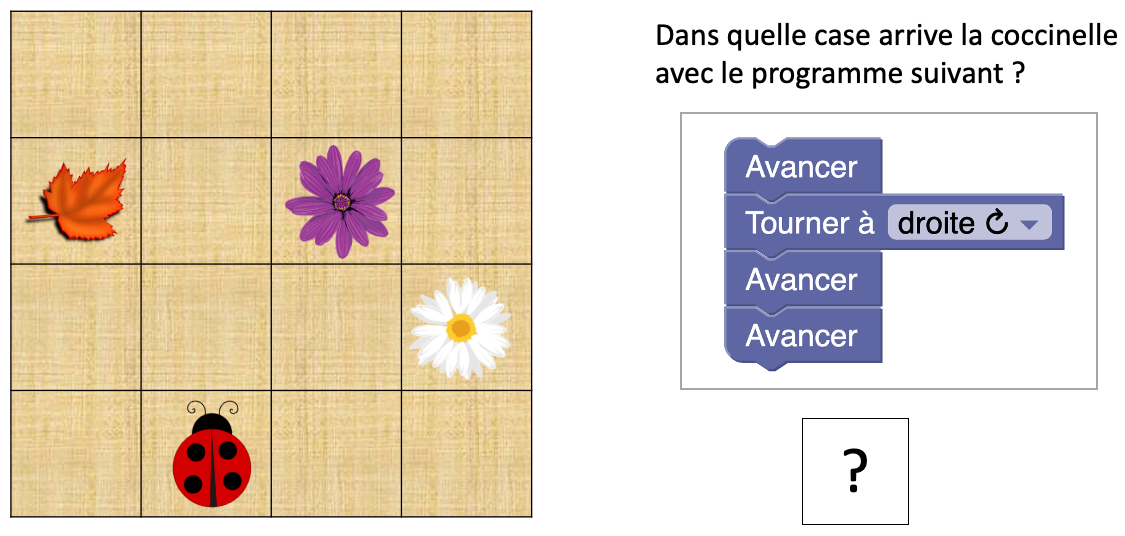 Dans quelle case arrive la coccinelle
avec le programme suivant ?
Avancer
Tourner à droite ↻
Avancer
Avancer
?